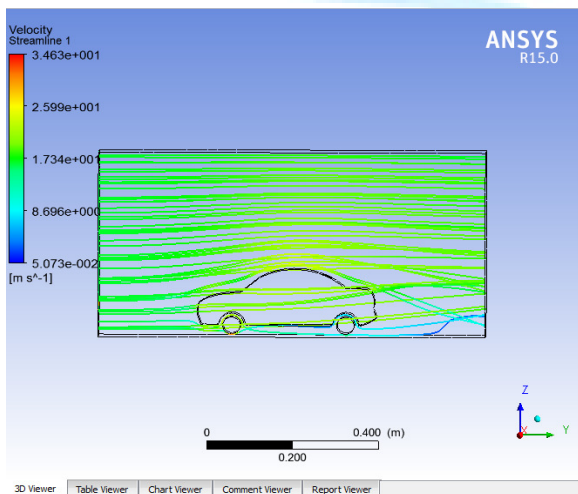 Velocity
Streamline 1
3.463e+001
2.599e+001
1.734e+001
8.696e+000
5.073e-002
[m s^-1]
ANSYS
R15.0
Z
Y
X
0
0.400
(m)
0.200
3D Viewer
Table Viewer
Chart Viewer
Comment Viewer
Report Viewer